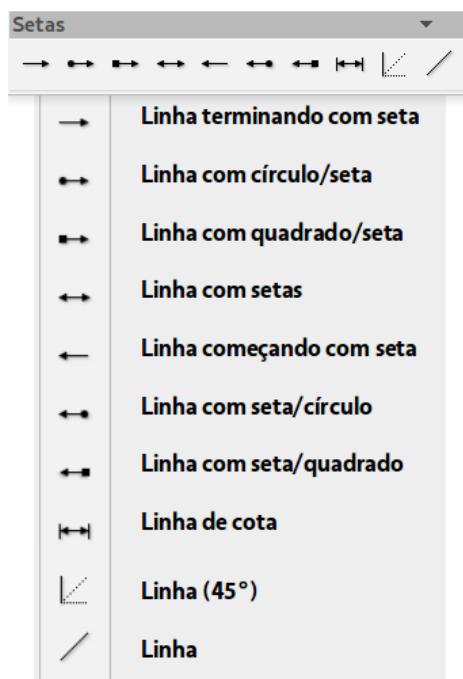 Setas
Linha terminando com seta
Linha com círculo/seta
Linha com quadrado/seta
Linha com setas
Linha começando com seta
Linha com seta/círculo
Linha com seta/quadrado
Linha de cota
Linha (45°)
Linha